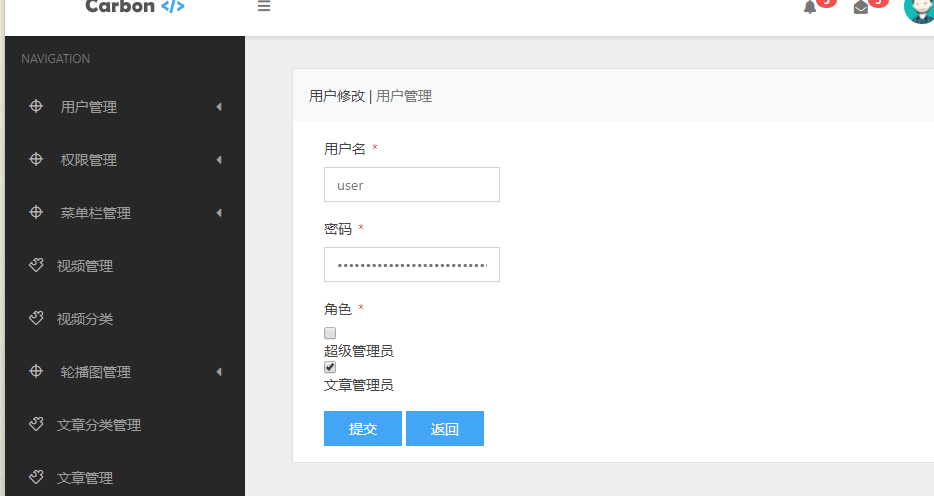 Carbon </>
NAVIGATION
用户管理
权限管理
菜单栏管理
视频管理
视频分类
轮播图管理
文章分类管理
文章管理
用户修改 | 用户管理
用户名 *
user
密码 *
角色 *
超级管理员
文章管理员
提交 返回